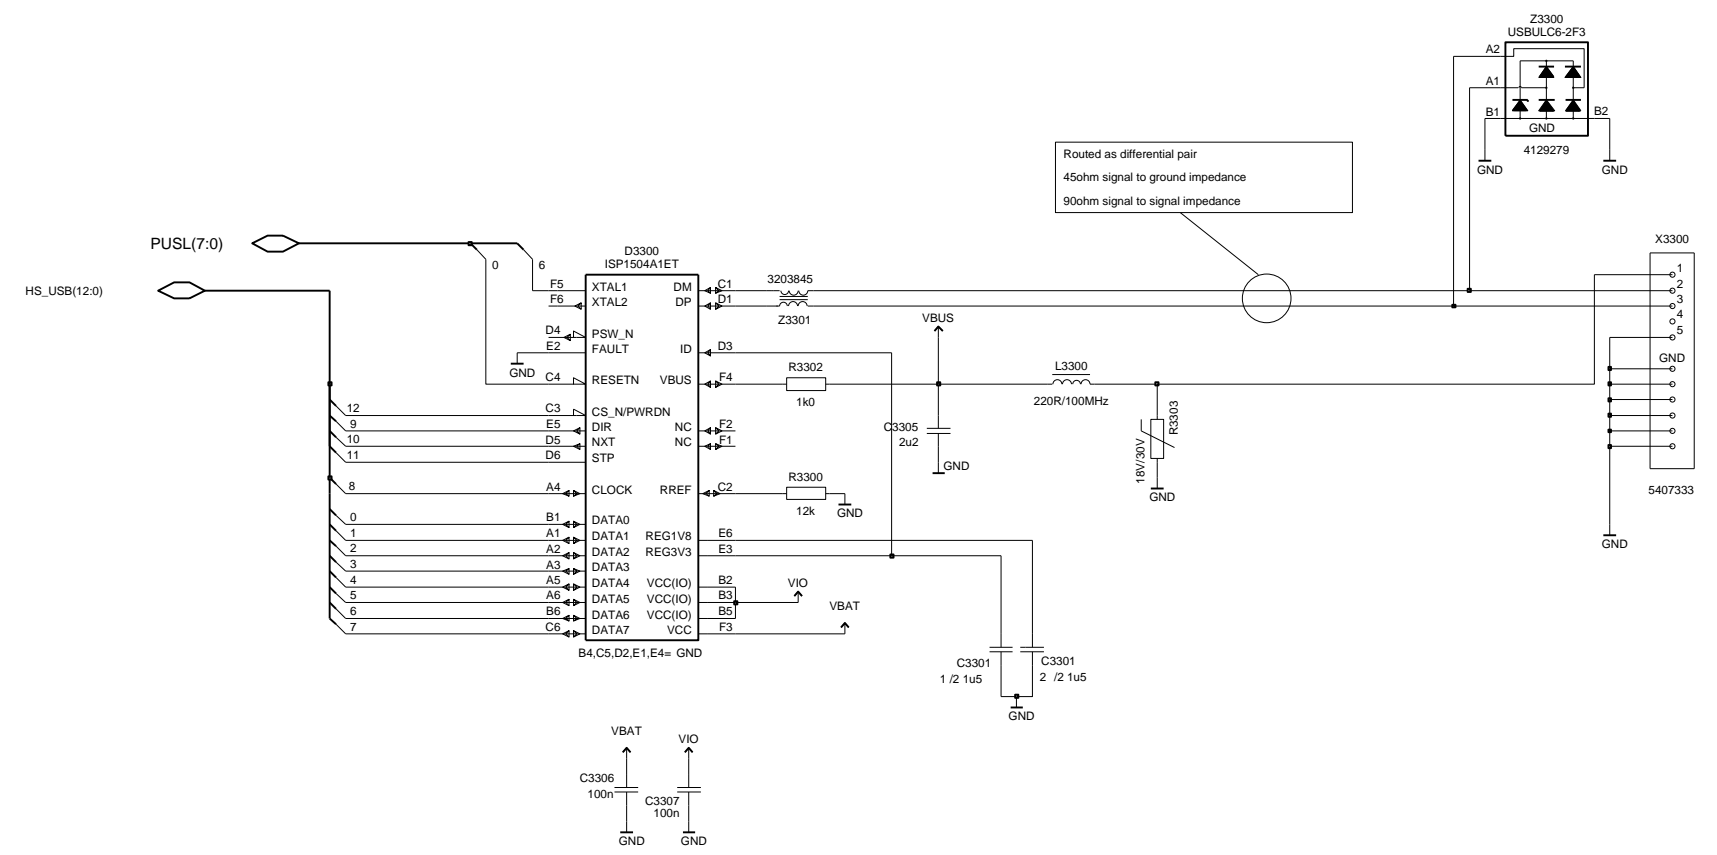 Z3300
USBULC6-2F3
A2
A1
B1
B2
GND
4129279
GND
GND
Routed as differential pair
45ohm signal to ground impedance
90ohm signal to signal impedance
PUSL(7:0)
HS_USB(12:0)
0
6
D3300
ISP1504A1ET
F5 XTAL1
F6 XTAL2
D4 PSW_N
E2 FAULT
GND
C4 RESETN
12 C3 CS_N/PWRDN
9 E5 DIR
10 D5 NXT
11 D6 STP
8 A4 CLOCK
0 B1 DATA0
1 A1 DATA1
2 A2 DATA2
3 A3 DATA3
4 A5 DATA4
5 A6 DATA5
6 B6 DATA6
7 C6 DATA7
DM C1
DP D1
ID D3
VBUS F4
NC F2
NC F1
RREF C2
REG1V8 E6
REG3V3 E3
VCC(IO) B2
VCC(IO) B3
VCC(IO) B5
VCC F3
B4,C5,D2,E1,E4= GND
3203845
Z3301
R3302
1k0
VBUS
C3305
2u2
GND
L3300
220R/100MHz
R3303
18V/30V
GND
R3300
12k
GND
VIO
VBAT
C3301
1 /2 1u5
C3301
2 /2 1u5
GND
X3300
1
2
3
4
5
GND
5407333
GND
VBAT
C3306
100n
GND
VIO
C3307
100n
GND